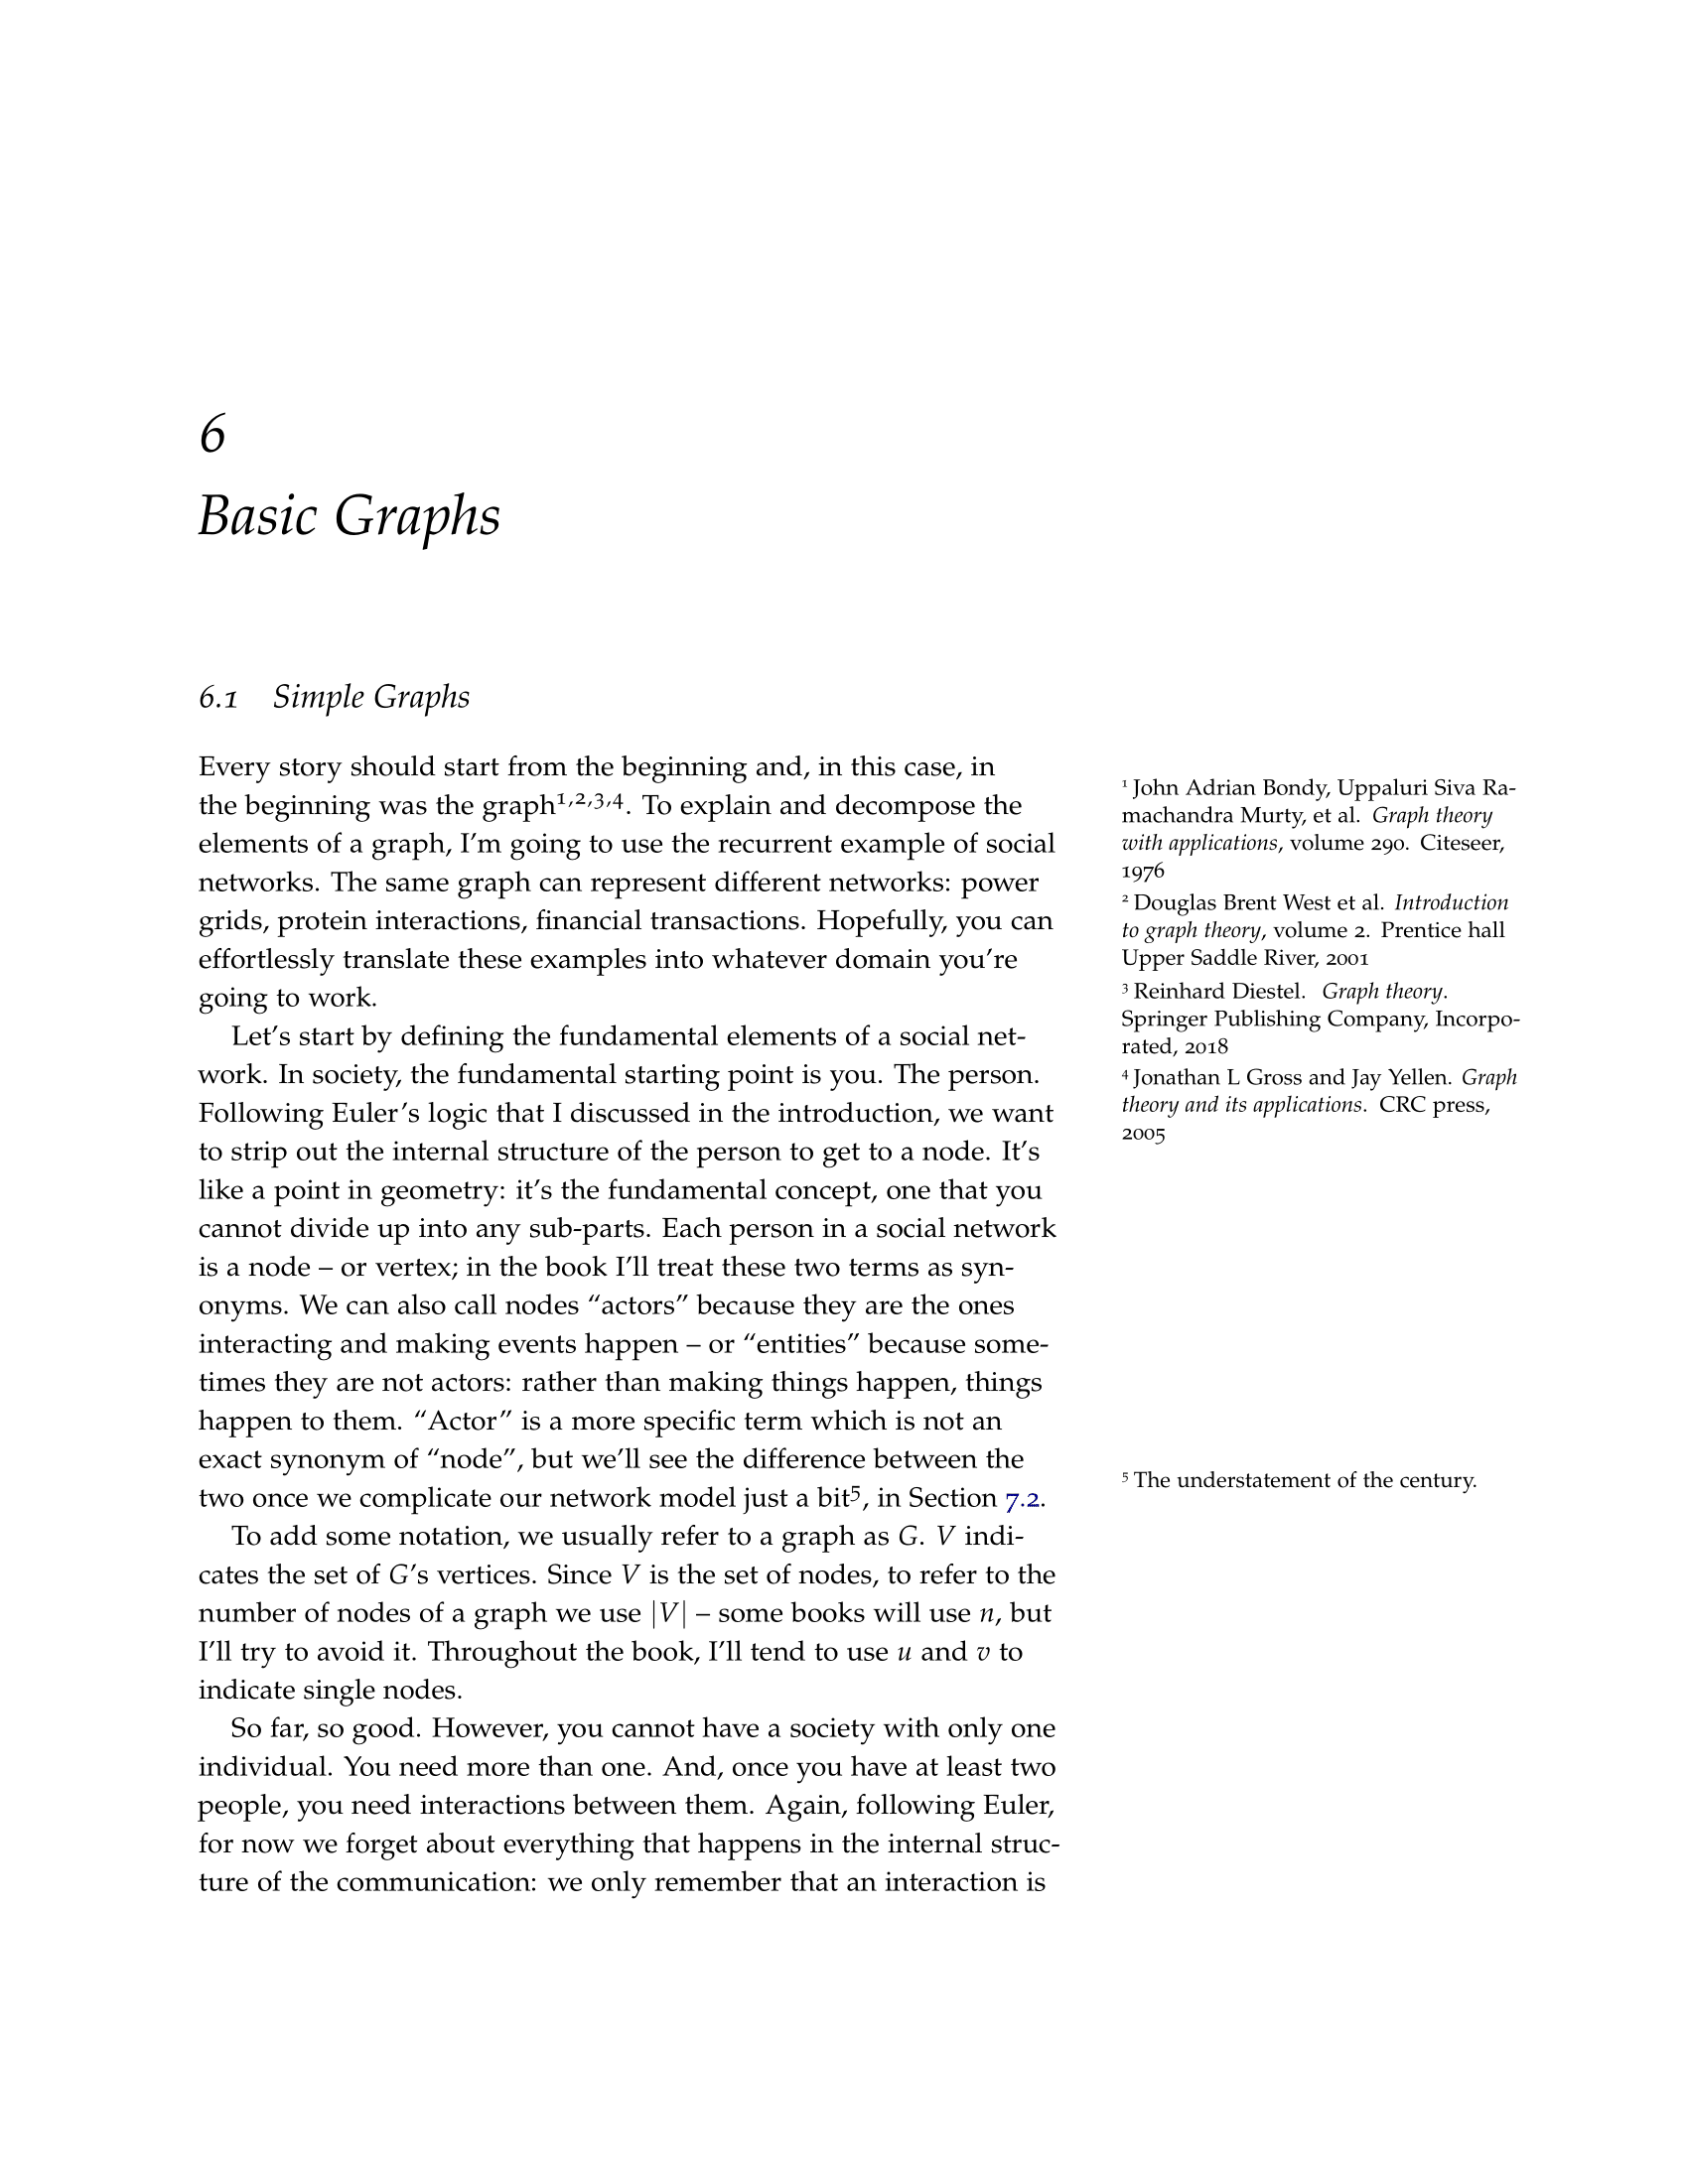 6
Basic Graphs
6.1 Simple Graphs
Every story should start from the beginning and, in this case, in
the beginning was the graph1,2,3,4. To explain and decompose the
elements of a graph, I'm going to use the recurrent example of social
networks. The same graph can represent different networks: power
grids, protein interactions, financial transactions. Hopefully, you can
effortlessly translate these examples into whatever domain you're
going to work.
Let's start by defining the fundamental elements of a social net-
work. In society, the fundamental starting point is you. The person.
Following Euler's logic that I discussed in the introduction, we want
to strip out the internal structure of the person to get to a node. It's
like a point in geometry: it's the fundamental concept, one that you
cannot divide up into any sub-parts. Each person in a social network
is a node – or vertex; in the book I'll treat these two terms as syn-
onyms. We can also call nodes “actors” because they are the ones
interacting and making events happen – or “entities” because some-
times they are not actors: rather than making things happen, things
happen to them. “Actor” is a more specific term which is not an
exact synonym of “node”, but we'll see the difference between the
two once we complicate our network model just a bit5, in Section 7.2.
To add some notation, we usually refer to a graph as G. V indi-
cates the set of G's vertices. Since V is the set of nodes, to refer to the
number of nodes of a graph we use |V| – some books will use n, but
I'll try to avoid it. Throughout the book, I'll tend to use u and v to
indicate single nodes.
So far, so good. However, you cannot have a society with only one
individual. You need more than one. And, once you have at least two
people, you need interactions between them. Again, following Euler,
for now we forget about everything that happens in the internal struc-
ture of the communication: we only remember that an interaction is
1 John Adrian Bondy, Uppaluri Siva Ra-
machandra Murty, et al. Graph theory
with applications, volume 290. Citeseer,
1976
2 Douglas Brent West et al. Introduction
to graph theory, volume 2. Prentice hall
Upper Saddle River, 2001
3 Reinhard Diestel. Graph theory.
Springer Publishing Company, Incorpo-
rated, 2018
4 Jonathan L Gross and Jay Yellen. Graph
theory and its applications. CRC press,
2005
5 The understatement of the century.